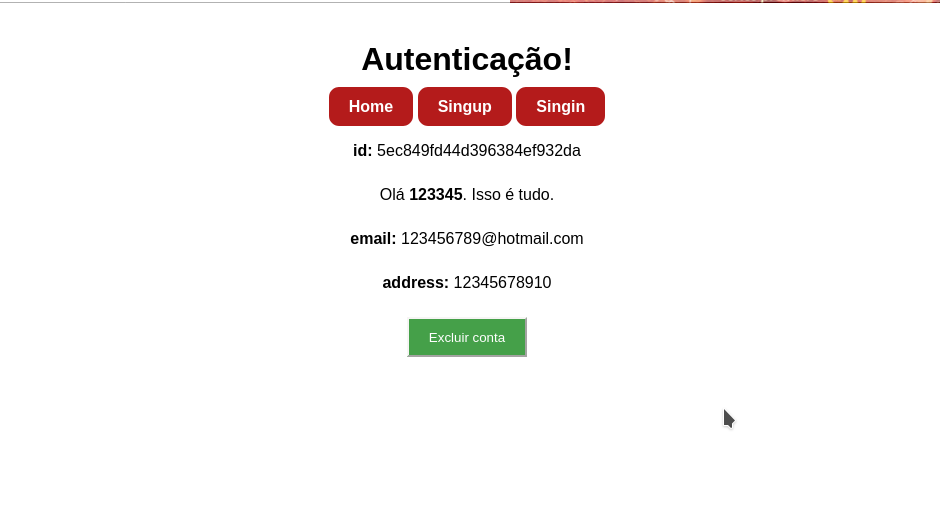 Autenticação!
Home Singup Singin
id: 5ec849fd44d396384ef932da
Olá 123345. Isso é tudo.
email: 123456789@hotmail.com
address: 12345678910
Excluir conta